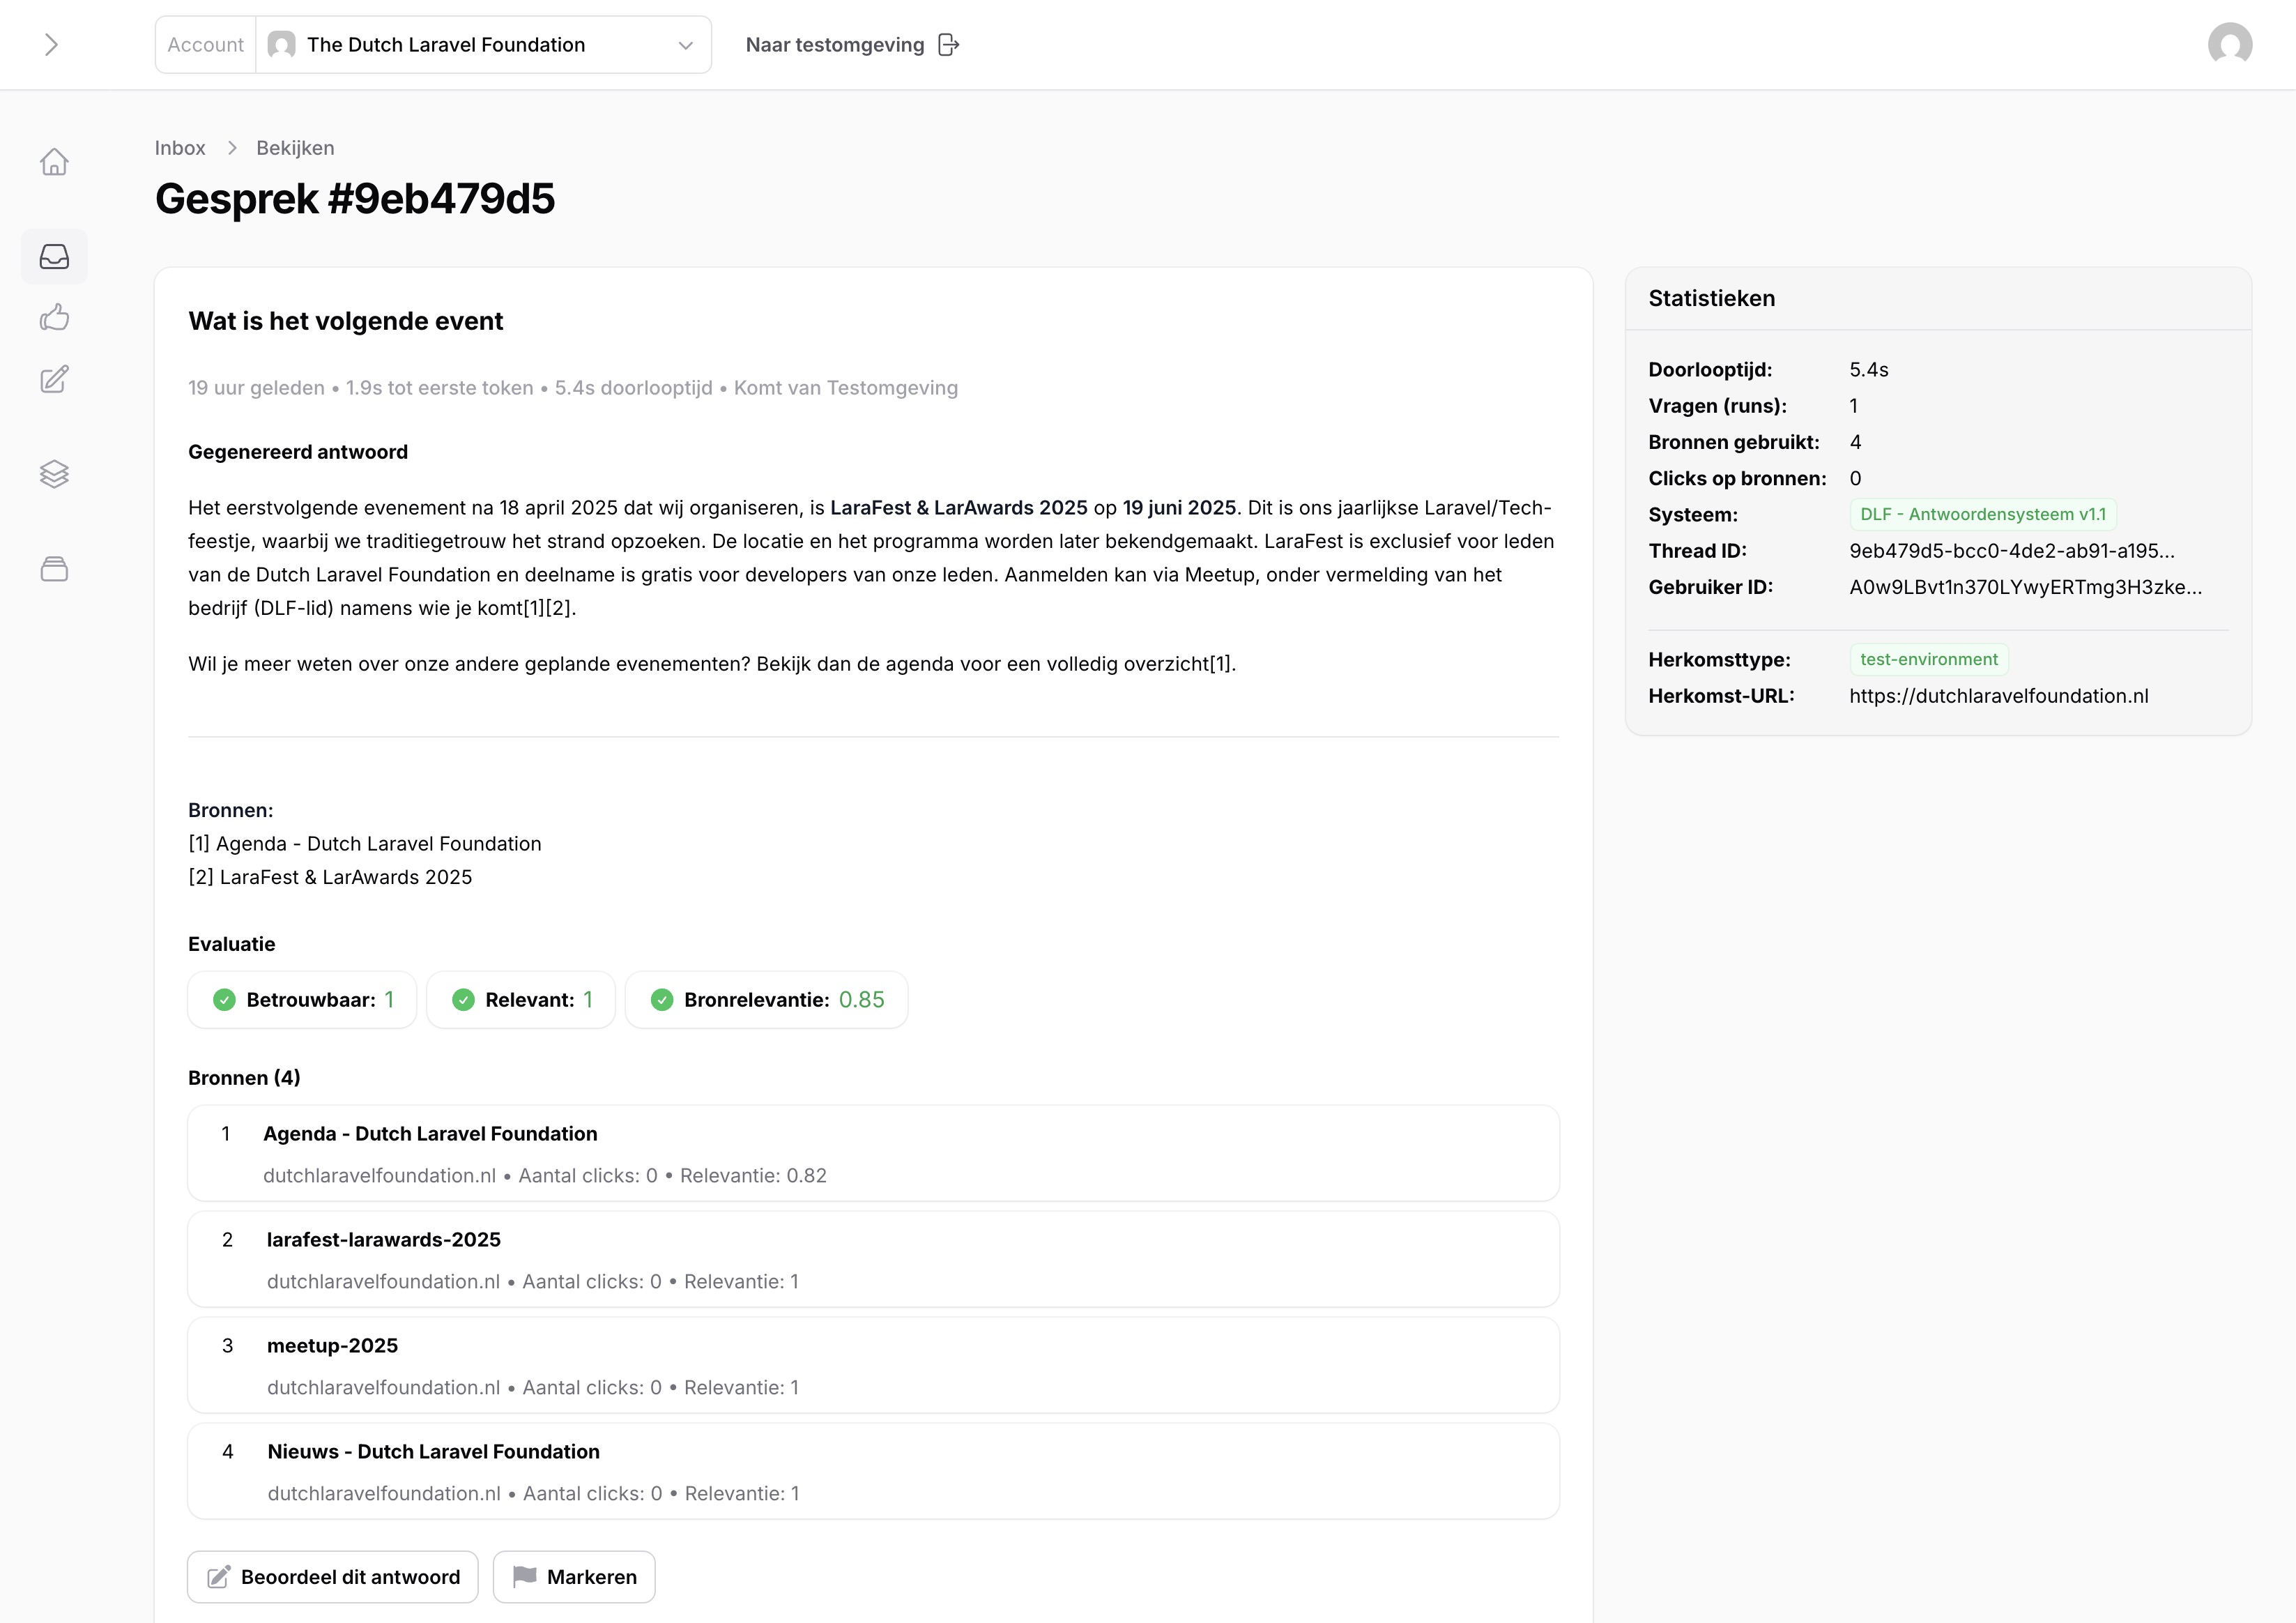 Account
The Dutch Laravel Foundation
Naar testomgeving
Inbox
Bekijken
Gesprek #9eb479d5
Wat is het volgende event
19 uur geleden • 1.9s tot eerste token • 5.4s doorlooptijd • Komt van Testomgeving
Gegenereerd antwoord
Het eerstvolgende evenement na 18 april 2025 dat wij organiseren, is LaraFest & LarAwards 2025 op 19 juni 2025. Dit is ons jaarlijkse Laravel/Tech-
feestje, waarbij we traditiegetrouw het strand opzoeken. De locatie en het programma worden later bekendgemaakt. LaraFest is exclusief voor leden
van de Dutch Laravel Foundation en deelname is gratis voor developers van onze leden. Aanmelden kan via Meetup, onder vermelding van het
bedrijf (DLF-lid) namens wie je komt[1][2].
Wil je meer weten over onze andere geplande evenementen? Bekijk dan de agenda voor een volledig overzicht[1].
Bronnen:
[1] Agenda - Dutch Laravel Foundation
[2] LaraFest & LarAwards 2025
Evaluatie
Betrouwbaar: 1
Relevant: 1
Bronrelevantie: 0.85
Bronnen (4)
1 Agenda - Dutch Laravel Foundation
dutchlaravelfoundation.nl • Aantal clicks: 0 • Relevantie: 0.82
2 larafest-larawards-2025
dutchlaravelfoundation.nl • Aantal clicks: 0 • Relevantie: 1
3 meetup-2025
dutchlaravelfoundation.nl • Aantal clicks: 0 • Relevantie: 1
4 Nieuws - Dutch Laravel Foundation
dutchlaravelfoundation.nl • Aantal clicks: 0 • Relevantie: 1
Beoordeel dit antwoord
Markeren
Statistieken
Doorlooptijd: 5.4s
Vragen (runs): 1
Bronnen gebruikt: 4
Clicks op bronnen: 0
Systeem: DLF - Antwoordensysteem v1.1
Thread ID: 9eb479d5-bcc0-4de2-ab91-a195...
Gebruiker ID: A0w9LBvt1n370LYwyERTmg3H3zke...
Herkomsttype: test-environment
Herkomst-URL: https://dutchlaravelfoundation.nl